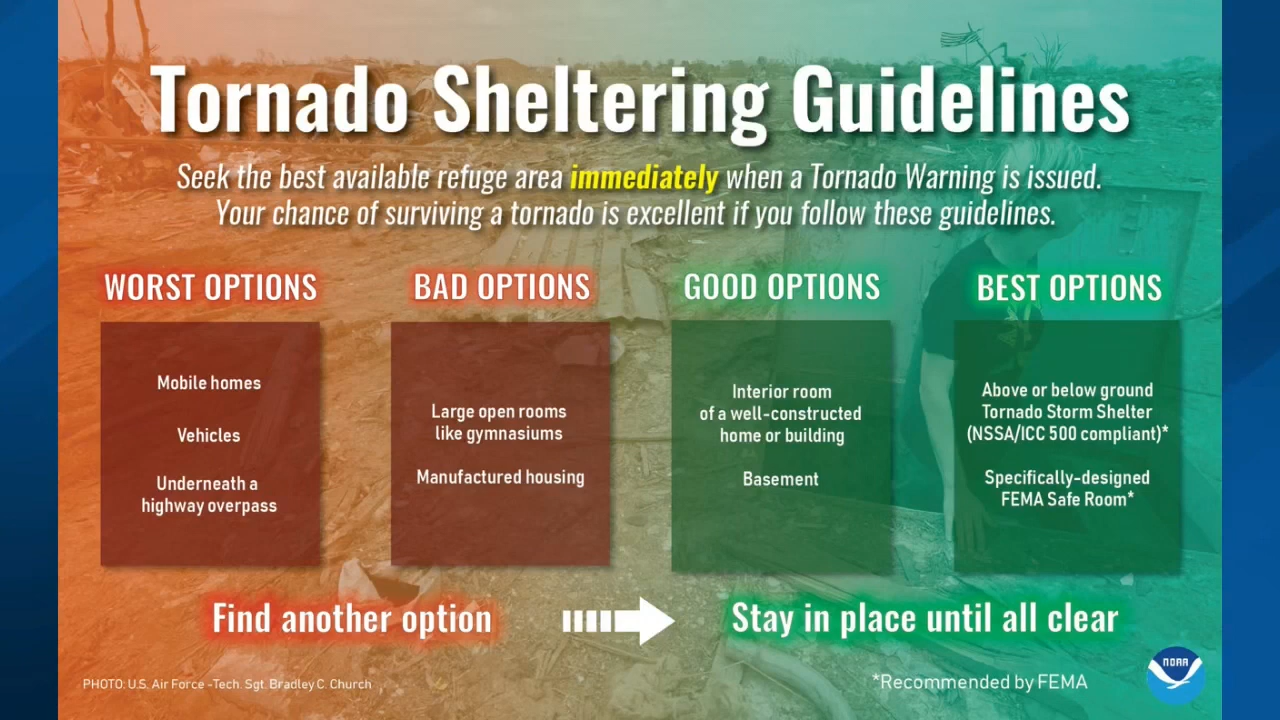 Tornado Sheltering Guidelines
Seek the best available refuge area immediately when a Tornado Warning is issued.
Your chance of surviving a tornado is excellent if you follow these guidelines.
WORST OPTIONS
Mobile homes
Vehicles
Underneath a
highway overpass
BAD OPTIONS
Large open rooms
like gymnasiums
Manufactured housing
GOOD OPTIONS
Interior room
of a well-constructed
home or building
Basement
BEST OPTIONS
Above or below ground
Tornado Storm Shelter
(NSSA/ICC 500 compliant)*
Specifically-designed
FEMA Safe Room*
Find another option
Stay in place until all clear
PHOTO: U.S. Air Force -Tech. Sgt. Bradley C. Church
*Recommended by FEMA
NOAA